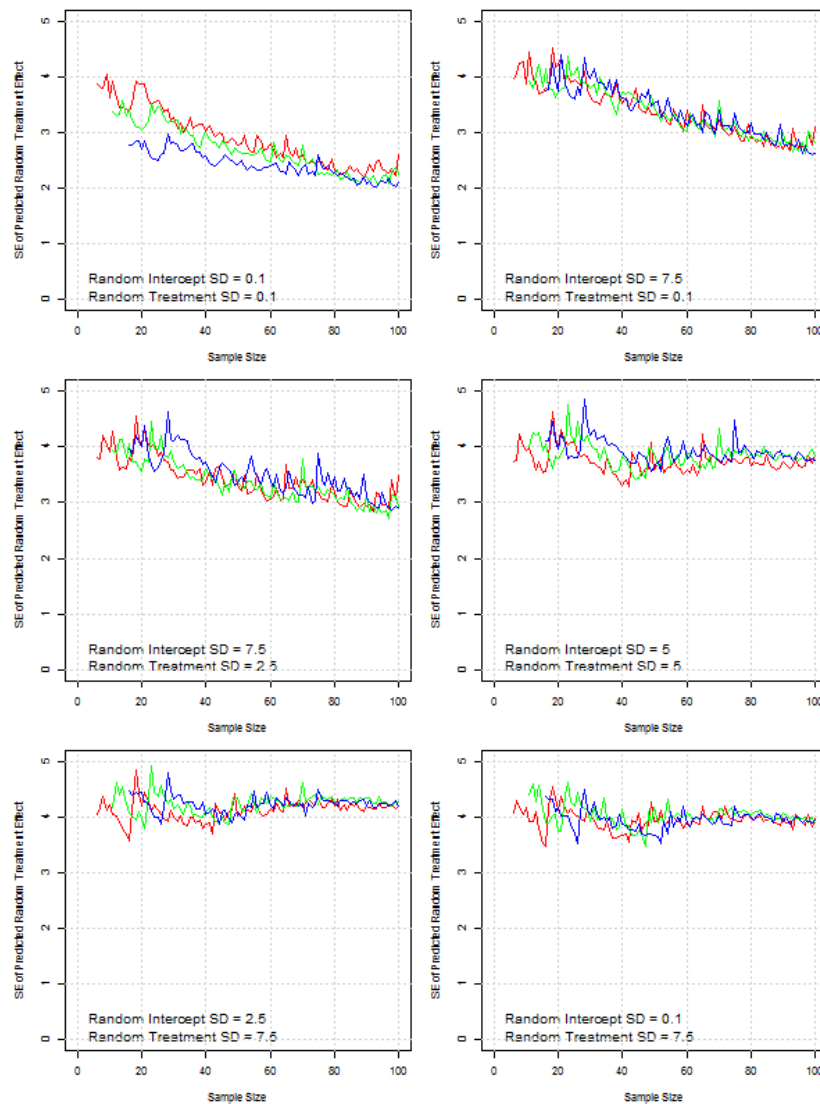 SE of Predicted Random Treatment Effect
5
4
3
2
1
0
Random Intercept SD = 0.1
Random Treatment SD = 0.1
0 20 40 60 80 100
Sample Size
SE of Predicted Random Treatment Effect
5
4
3
2
1
0
Random Intercept SD = 7.5
Random Treatment SD = 0.1
0 20 40 60 80 100
Sample Size
SE of Predicted Random Treatment Effect
5
4
3
2
1
0
Random Intercept SD = 7.5
Random Treatment SD = 2.5
0 20 40 60 80 100
Sample Size
SE of Predicted Random Treatment Effect
5
4
3
2
1
0
Random Intercept SD = 5
Random Treatment SD = 5
0 20 40 60 80 100
Sample Size
SE of Predicted Random Treatment Effect
5
4
3
2
1
0
Random Intercept SD = 2.5
Random Treatment SD = 7.5
0 20 40 60 80 100
Sample Size
SE of Predicted Random Treatment Effect
5
4
3
2
1
0
Random Intercept SD = 0.1
Random Treatment SD = 7.5
0 20 40 60 80 100
Sample Size